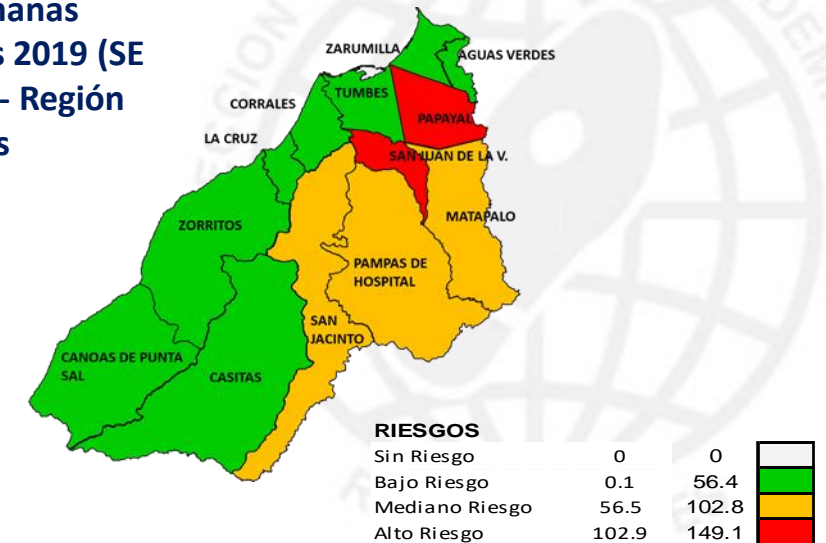 s 2019 (SE
- Región
ZARUMILLA
AGUAS VERDES
TUMBES
CORRALES
PAPAYAL
LA CRUZ
SAN JUAN DE LA V.
ZORRITOS
MATAPALO
PAMPAS DE
HOSPITAL
SAN
JACINTO
CANOAS DE PUNTA
SAL
CASITAS
RIESGOS
Sin Riesgo 0 0
Bajo Riesgo 0.1 56.4
Mediano Riesgo 56.5 102.8
Alto Riesgo 102.9 149.1